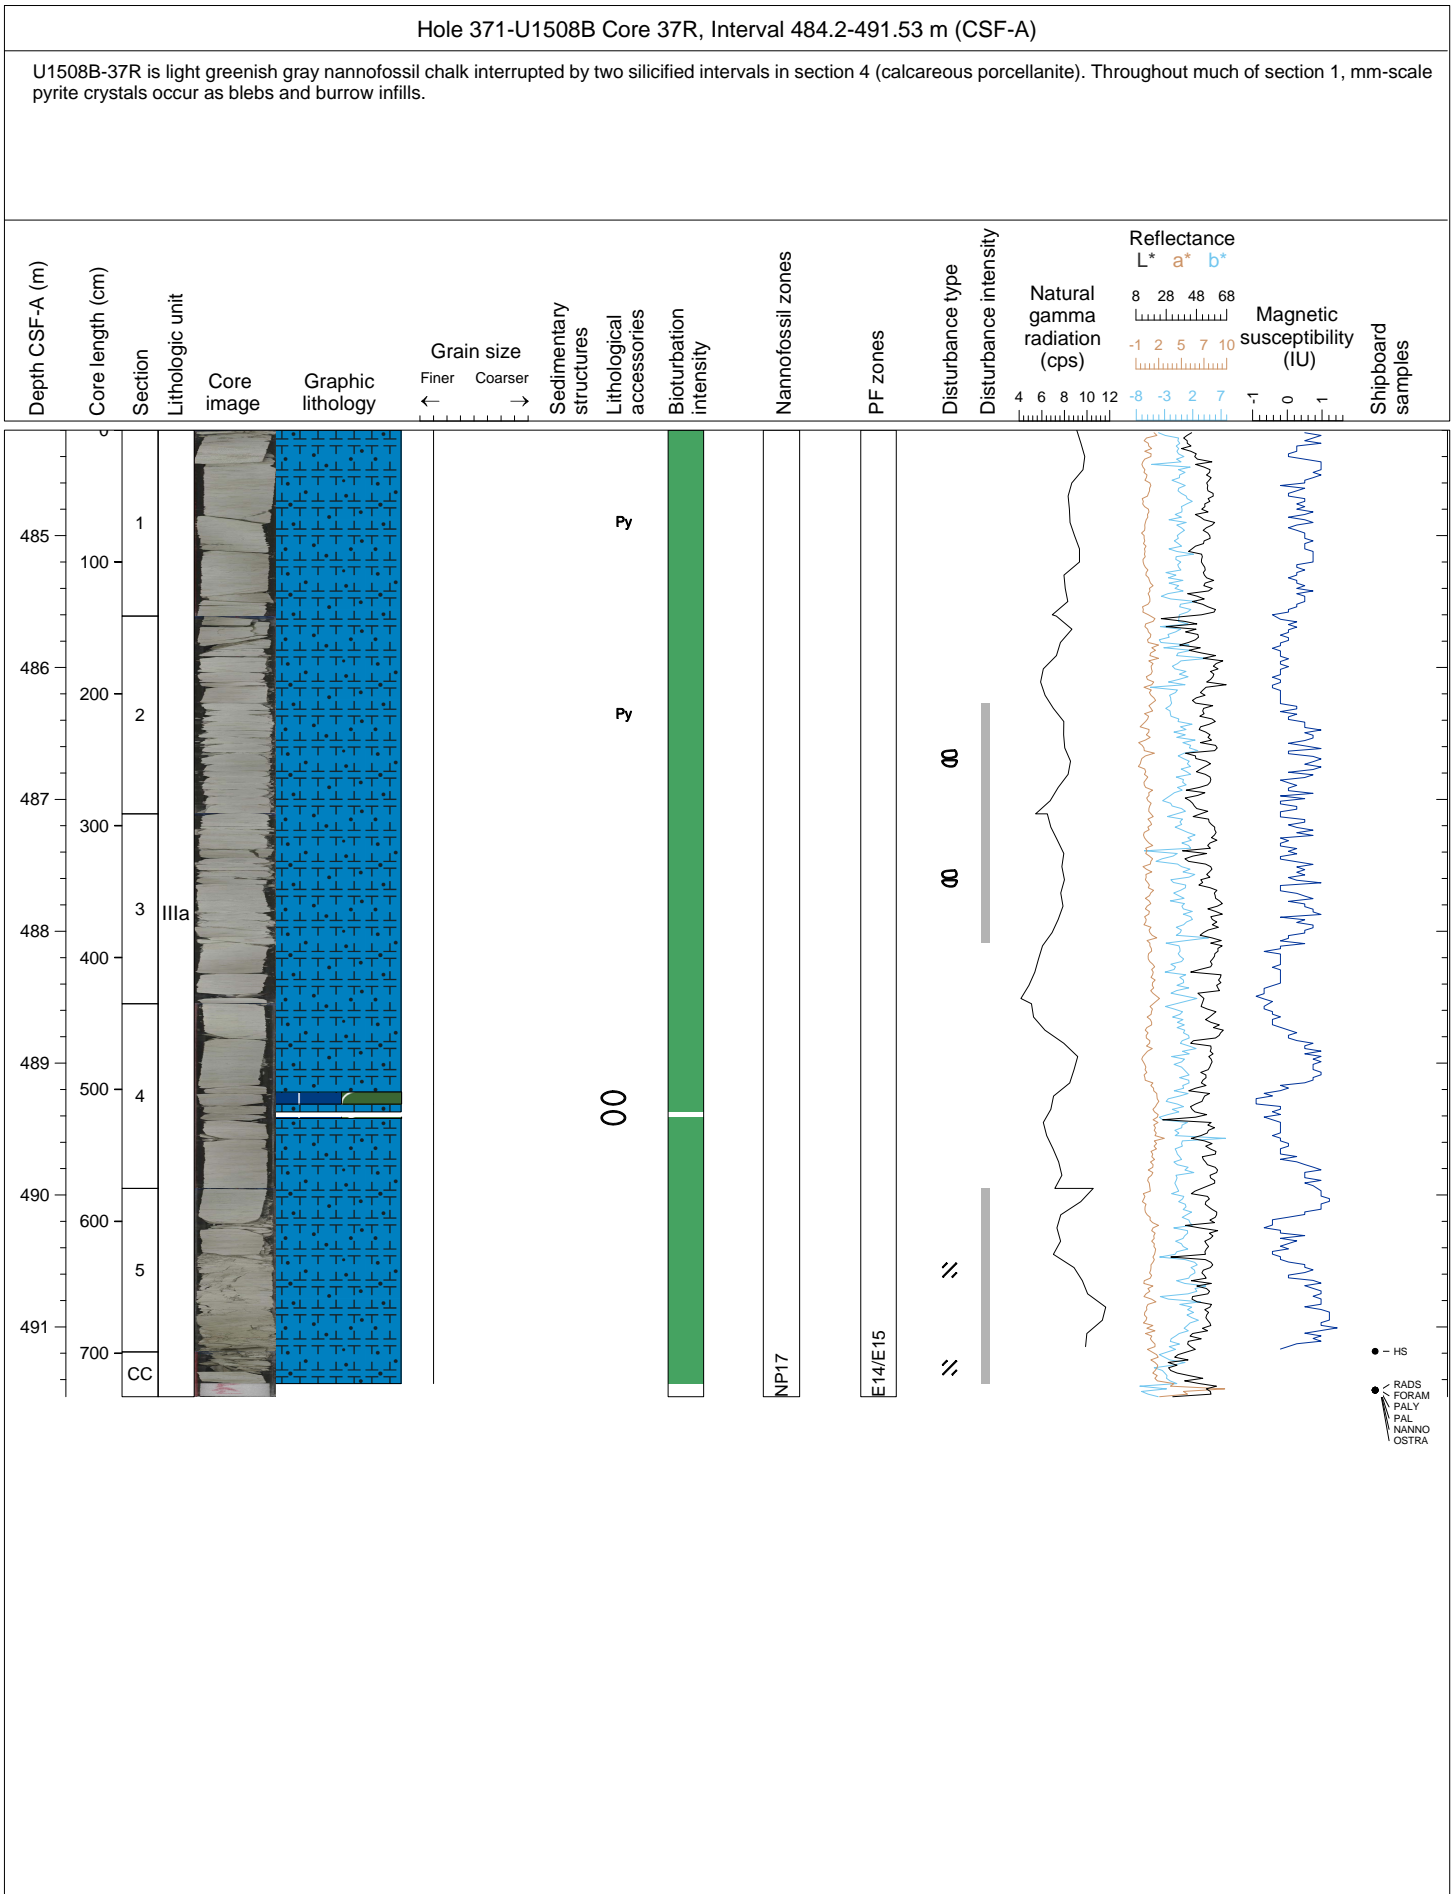 Hole 371-U1508B Core 37R, Interval 484.2-491.53 m (CSF-A)
U1508B-37R is light greenish gray nannofossil chalk interrupted by two silicified intervals in section 4 (calcareous porcellanite). Throughout much of section 1, mm-scale
pyrite crystals occur as blebs and burrow infills.
Depth CSF-A (m)
Core length (cm)
Section
Lithologic unit
Core
image
Graphic
lithology
Grain size
Finer Coarser
← →
Sedimentary
structures
Lithological
accessories
Bioturbation
intensity
Nannofossil zones
PF zones
Disturbance type
Disturbance intensity
Natural
gamma
radiation
(cps)
4 6 8 10 12
Reflectance
L* a* b*
8 28 48 68
-1 2 5 7 10
-8 -3 2 7
Magnetic
susceptibility
(IU)
-1 0 1
Shipboard
samples
0
1
Py
485
100
486
200
2
Py
487
300
3
IIIa
488
400
489
500
4
490
600
5
491
700
CC
NP17
E14/E15
HS
RADS
FORAM
PALY
PAL
NANNO
OSTRA